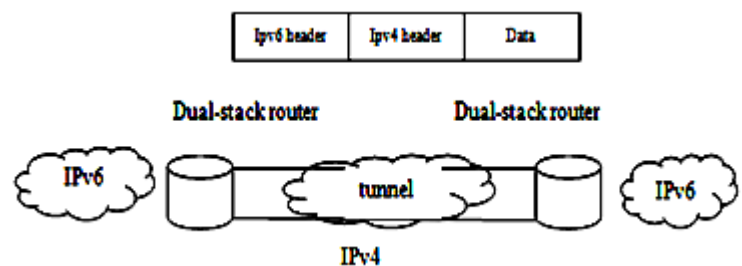 Ipv6 header Ipv4 header Data
Dual-stack router Dual-stack router
IPv6 tunnel IPv6
IPv4